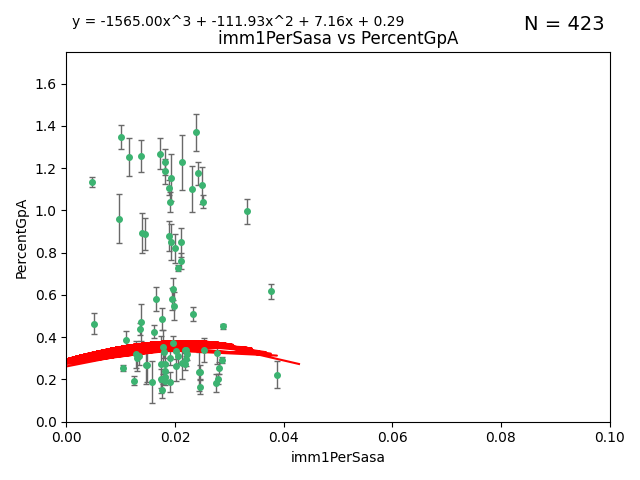 y = -1565.00x^3 + -111.93x^2 + 7.16x + 0.29
N = 423
imm1PerSasa vs PercentGpA
1.6
1.4
1.2
1.0
0.8
0.6
0.4
0.2
0.0
PercentGpA
0.00 0.02 0.04 0.06 0.08 0.10
imm1PerSasa